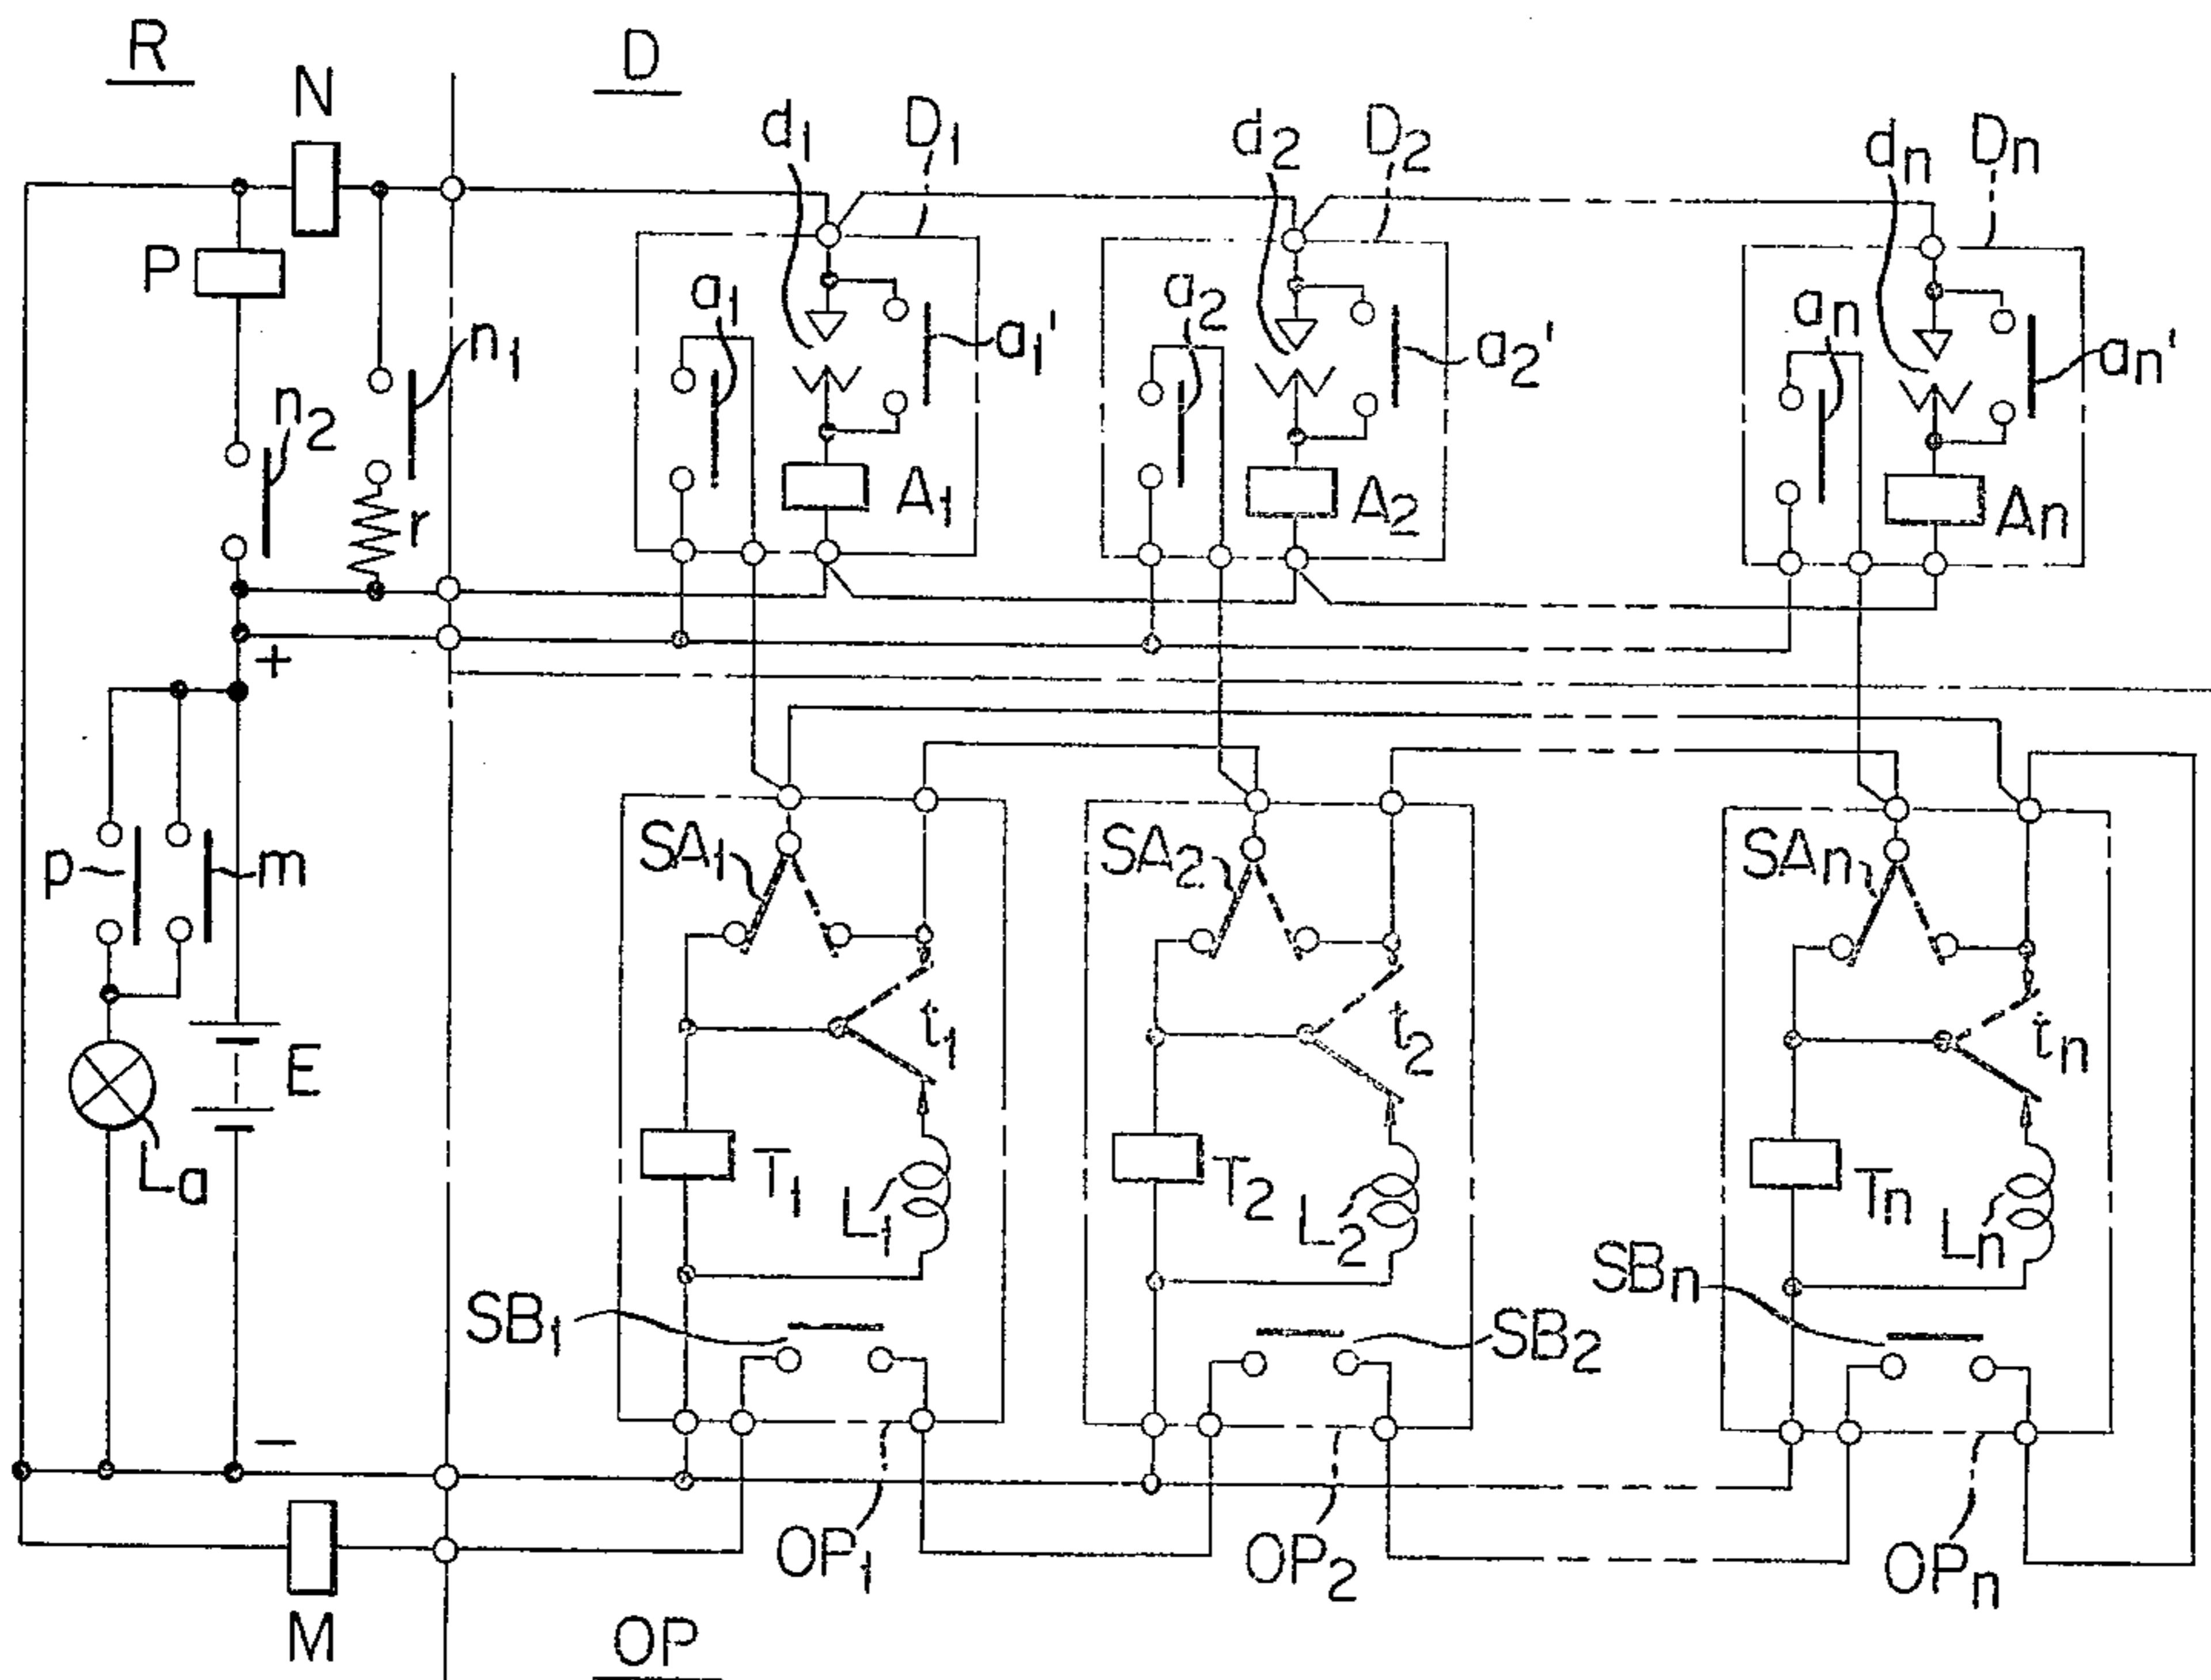 R
D
N
d1
D1
d2
D2
dn
Dn
P
a1
a1'
a2
a2'
an
an'
n1
n2
r
A1
A2
An
+
SA1
SA2
SAn
p
m
t1
t2
tn
E
La
T1
L1
T2
L2
Tn
Ln
SB1
SB2
SBn
−
OP1
OP2
OPn
M
OP